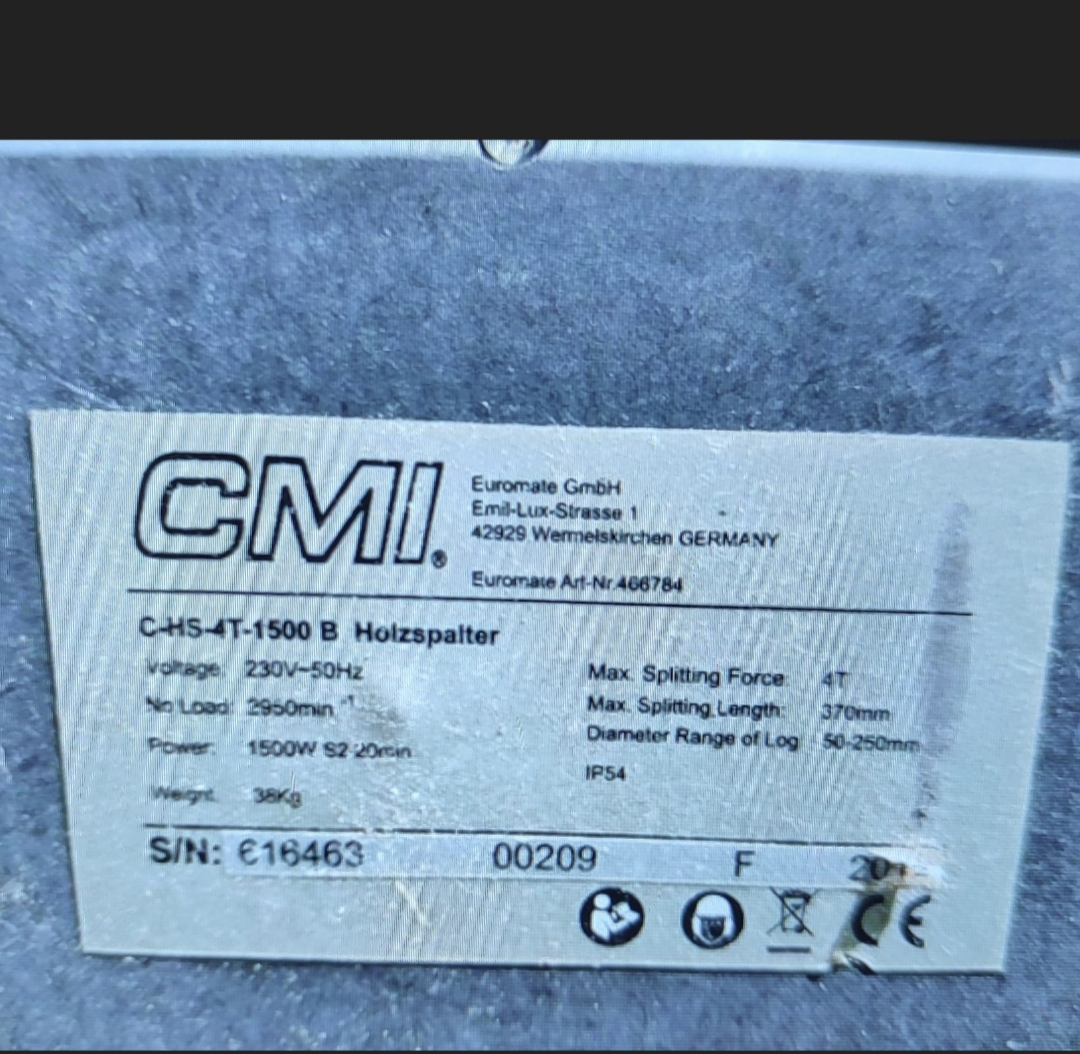 CMI®
Euromate GmbH
Emil-Lux-Strasse 1
42929 Wermelskirchen GERMANY
Euromate Art-Nr.466784
C-HS-4T-1500 B Holzspalter
Voltage: 230V~50Hz
No Load: 2950min⁻¹
Power: 1500W S2 20min
Weight: 38Kg
Max. Splitting Force: 4T
Max. Splitting Length: 370mm
Diameter Range of Log 50-250mm
IP54
S/N: E16463 00209 F
CE